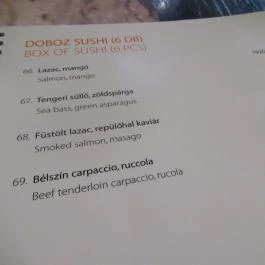 DOBOZ SUSHI (6 DB)
BOX OF SUSHI (6 PCS)
66. Lazac, mangó
Salmon, mango
67. Tengeri süllő, zöldspárga
Sea bass, green asparagus
68. Füstölt lazac, repülőhal kaviár
Smoked salmon, masago
69. Bélszín carpaccio, ruccola
Beef tenderloin carpaccio, rucola